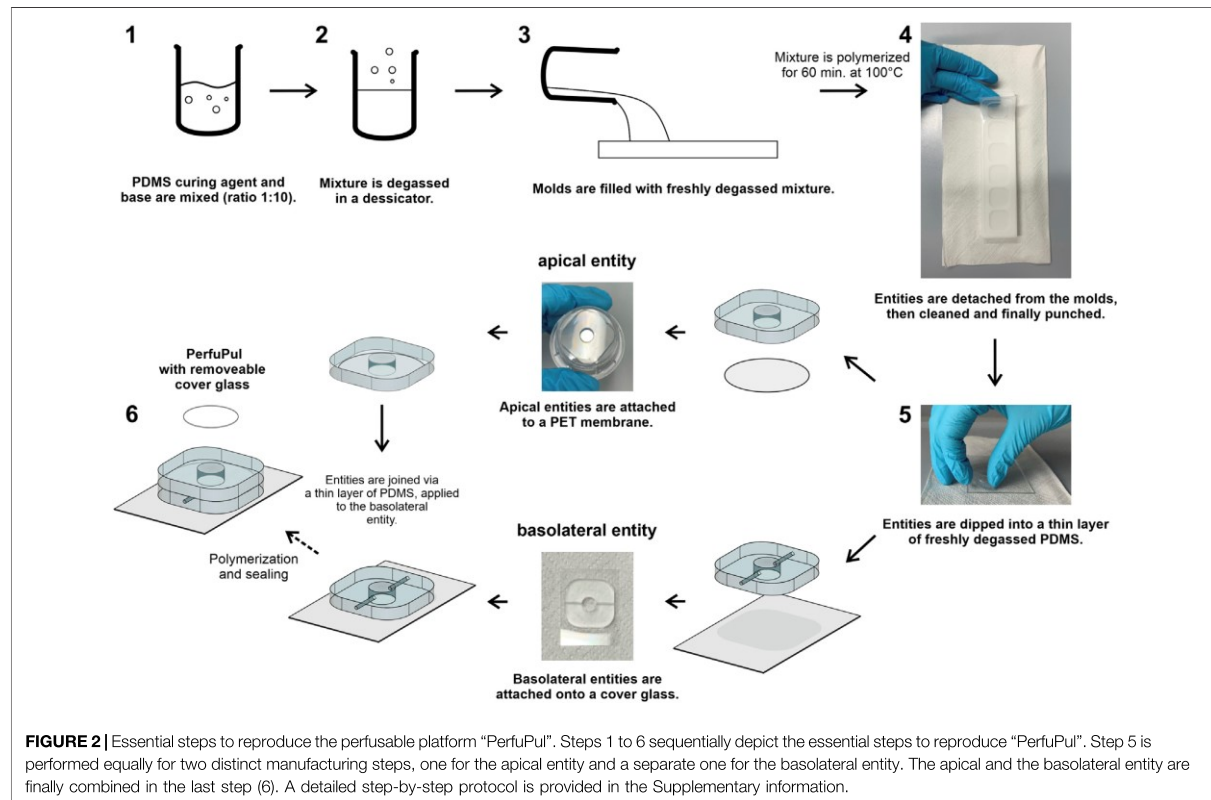 1
2
3
4
Mixture is polymerized
for 60 min. at 100°C
PDMS curing agent and
base are mixed (ratio 1:10).
Mixture is degassed
in a dessicator.
Molds are filled with freshly degassed mixture.
Entities are detached from the molds,
then cleaned and finally punched.
apical entity
Apical entities are attached
to a PET membrane.
PerfuPul
with removeable
cover glass
6
5
Entities are joined via
a thin layer of PDMS, applied
to the basolateral
entity.
Entities are dipped into a thin layer
of freshly degassed PDMS.
basolateral entity
Polymerization
and sealing
Basolateral entities are
attached onto a cover glass.
FIGURE 2 | Essential steps to reproduce the perfusable platform “PerfuPul”. Steps 1 to 6 sequentially depict the essential steps to reproduce “PerfuPul”. Step 5 is
performed equally for two distinct manufacturing steps, one for the apical entity and a separate one for the basolateral entity. The apical and the basolateral entity are
finally combined in the last step (6). A detailed step-by-step protocol is provided in the Supplementary information.